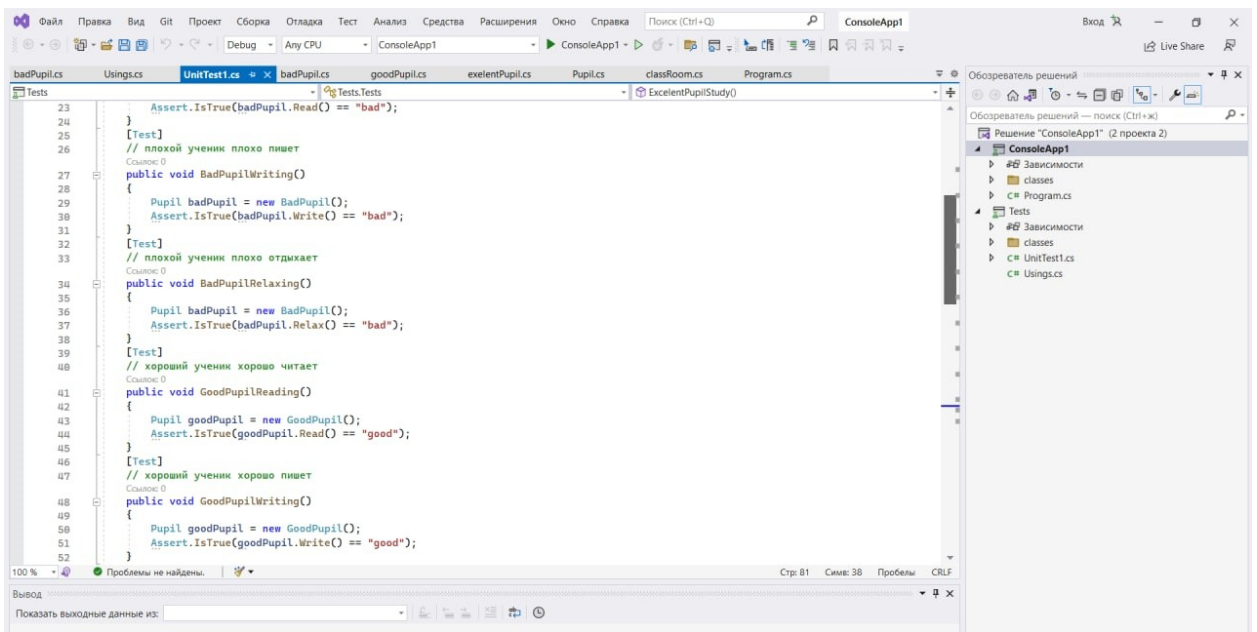 Файл Правка Вид Git Проект Сборка Отладка Тест Анализ Средства Расширения Окно Справка Поиск (Ctrl+Q) ConsoleApp1 Вход
Debug Any CPU ConsoleApp1 ConsoleApp1 Live Share
badPupil.cs Usings.cs UnitTest1.cs badPupil.cs goodPupil.cs exelentPupil.cs Pupil.cs classRoom.cs Program.cs
Tests Tests.Tests ExcelentPupilStudy()
23 Assert.IsTrue(badPupil.Read() == "bad");
24 }
25 [Test]
26 // плохой ученик плохо пишет
Ссылок: 0
27 public void BadPupilWriting()
28 {
29 Pupil badPupil = new BadPupil();
30 Assert.IsTrue(badPupil.Write() == "bad");
31 }
32 [Test]
33 // плохой ученик плохо отдыхает
Ссылок: 0
34 public void BadPupilRelaxing()
35 {
36 Pupil badPupil = new BadPupil();
37 Assert.IsTrue(badPupil.Relax() == "bad");
38 }
39 [Test]
40 // хороший ученик хорошо читает
Ссылок: 0
41 public void GoodPupilReading()
42 {
43 Pupil goodPupil = new GoodPupil();
44 Assert.IsTrue(goodPupil.Read() == "good");
45 }
46 [Test]
47 // хороший ученик хорошо пишет
Ссылок: 0
48 public void GoodPupilWriting()
49 {
50 Pupil goodPupil = new GoodPupil();
51 Assert.IsTrue(goodPupil.Write() == "good");
52 }
100 % Проблемы не найдены. Стр: 81 Симв: 38 Пробелы CRLF
Вывод
Показать выходные данные из:
Обозреватель решений
Обозреватель решений — поиск (Ctrl+ж)
Решение "ConsoleApp1" (2 проекта 2)
ConsoleApp1
Зависимости
classes
C# Program.cs
Tests
Зависимости
classes
C# UnitTest1.cs
C# Usings.cs